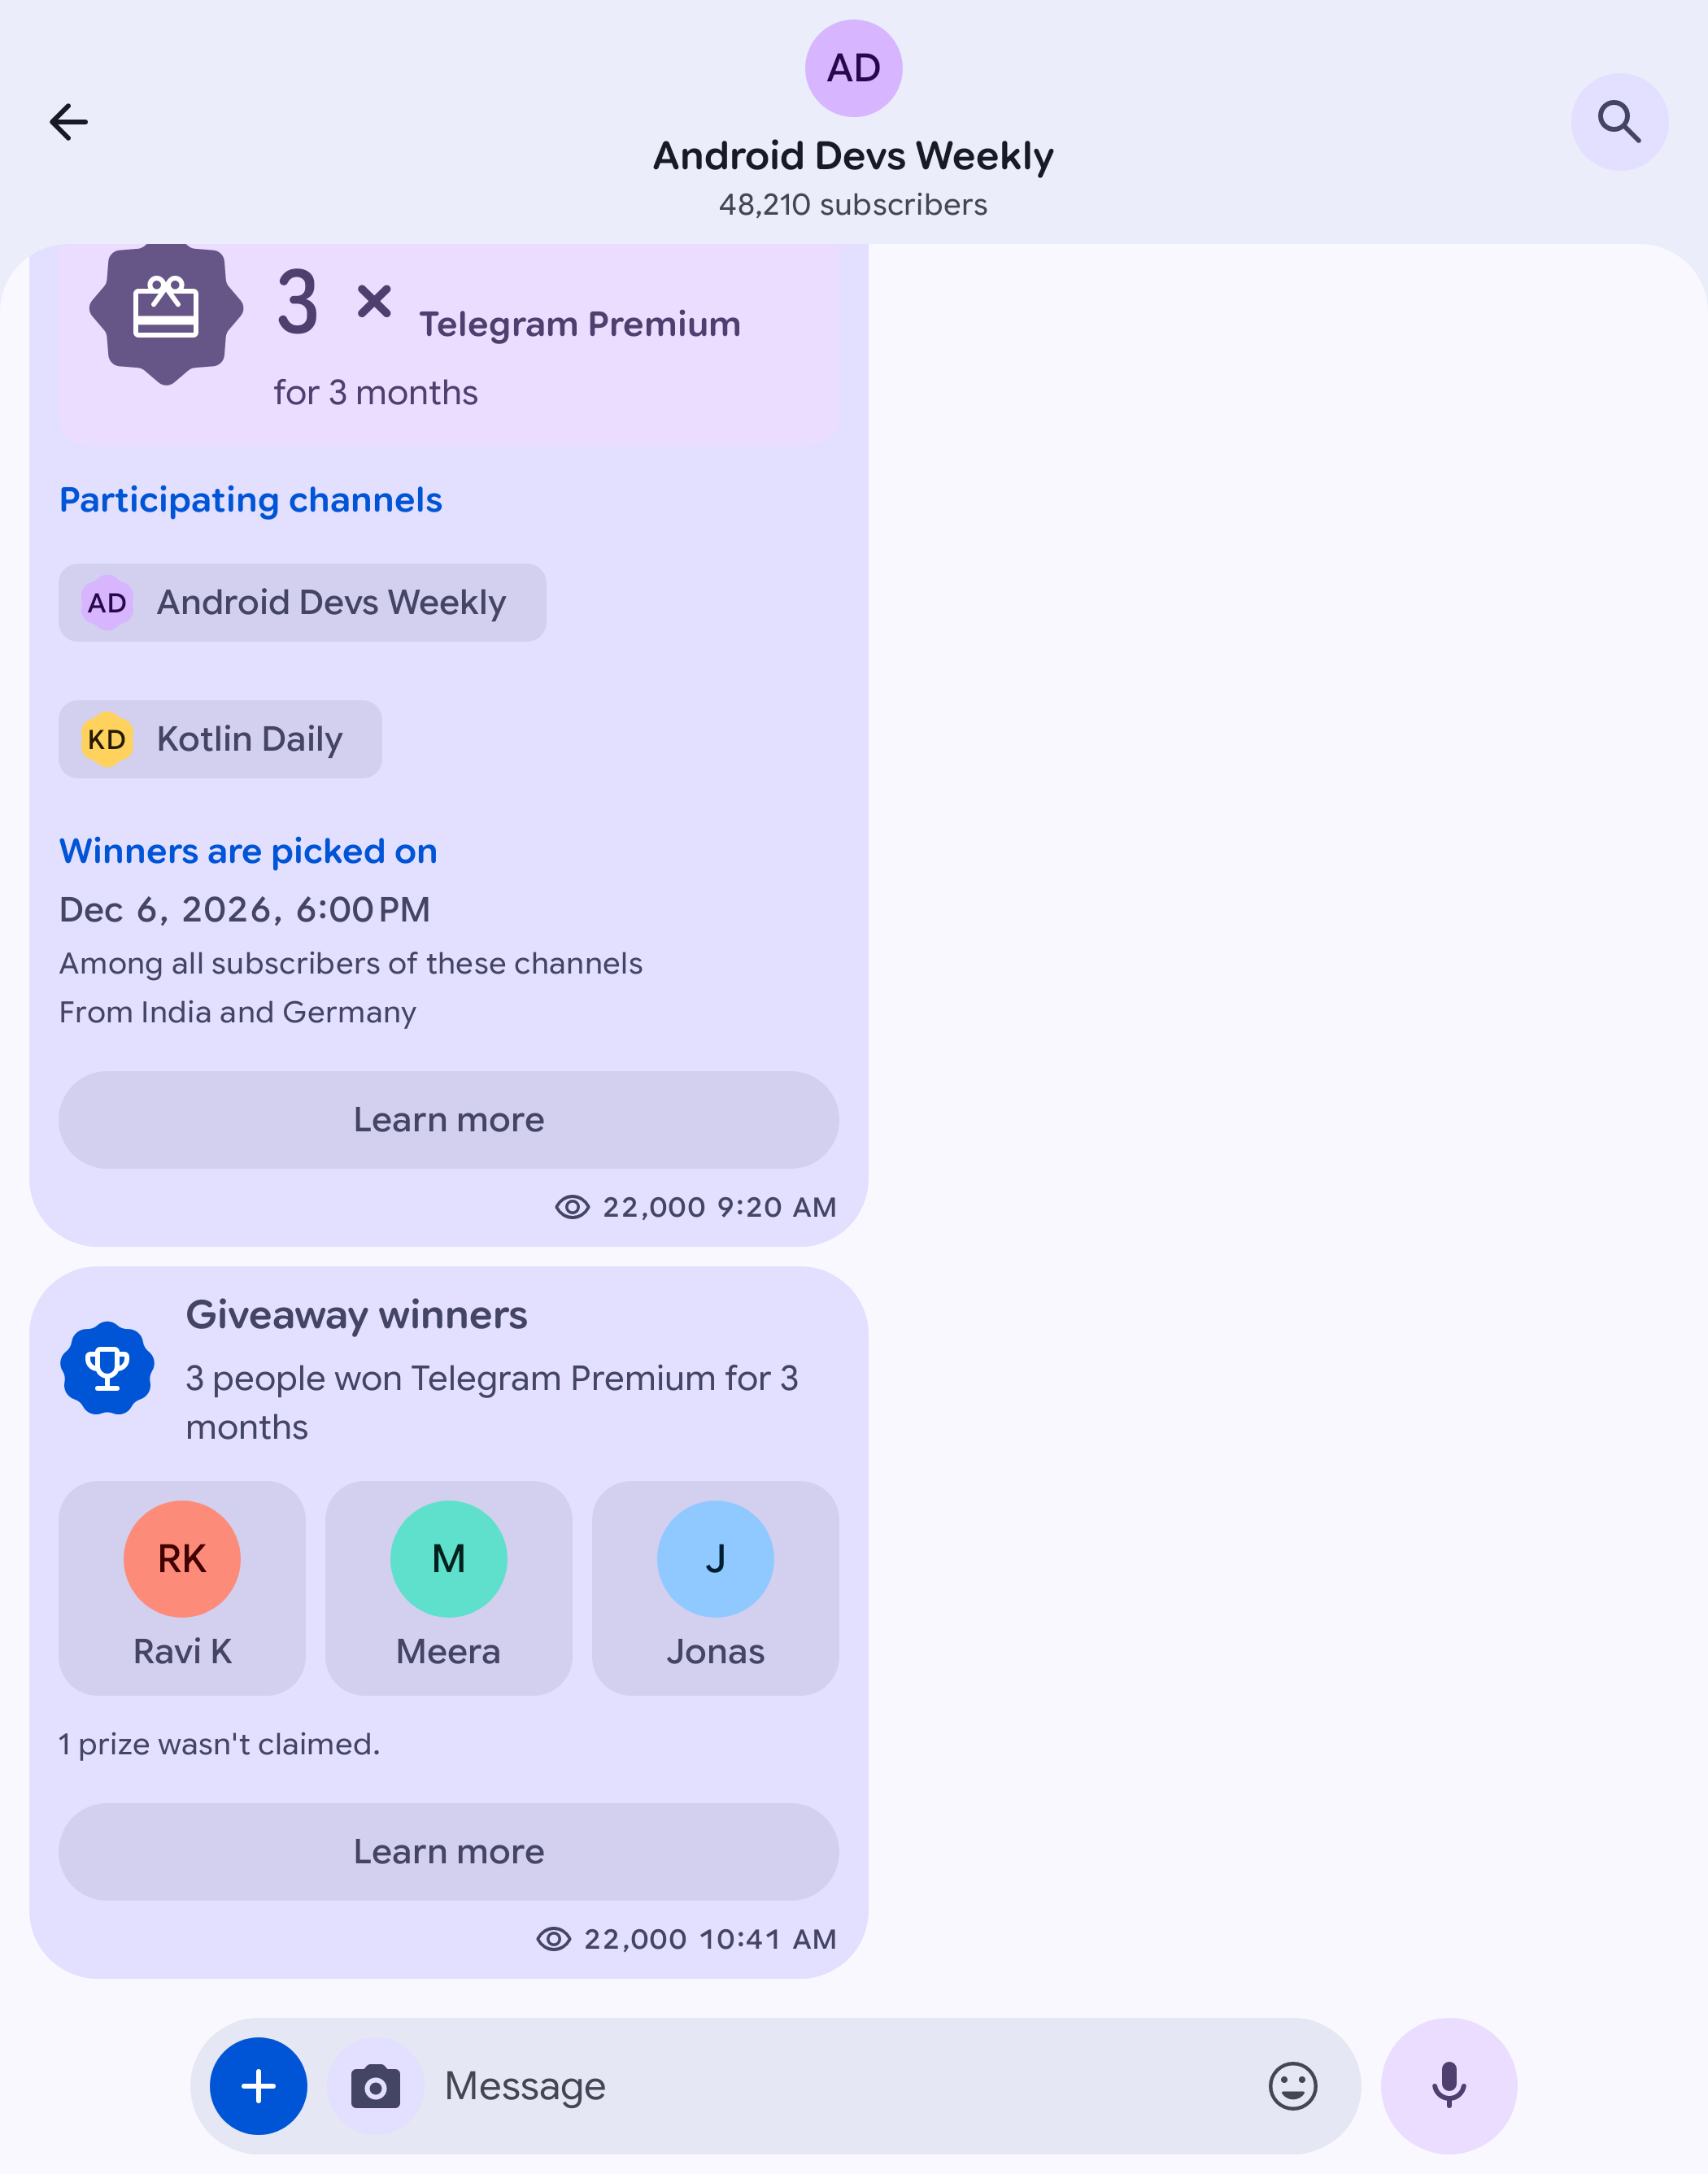 AD
Android Devs Weekly
48,210 subscribers
3 × Telegram Premium
for 3 months
Participating channels
AD Android Devs Weekly
KD Kotlin Daily
Winners are picked on
Dec 6, 2026, 6:00 PM
Among all subscribers of these channels
From India and Germany
Learn more
22,000 9:20 AM
Giveaway winners
3 people won Telegram Premium for 3
months
RK M J
Ravi K Meera Jonas
1 prize wasn't claimed.
Learn more
22,000 10:41 AM
Message